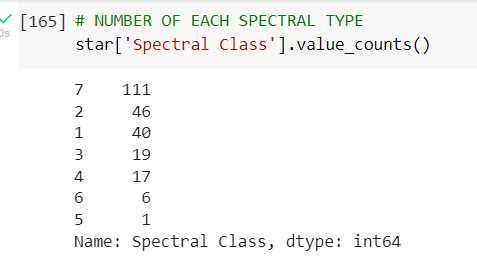 [165] # NUMBER OF EACH SPECTRAL TYPE
star['Spectral Class'].value_counts()
7    111
2     46
1     40
3     19
4     17
6      6
5      1
Name: Spectral Class, dtype: int64